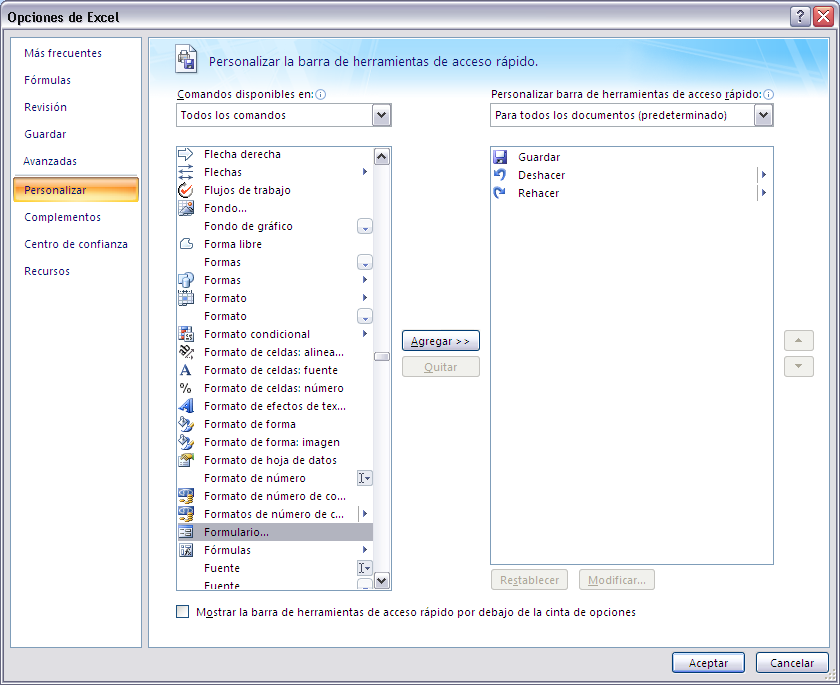 Opciones de Excel
Más frecuentes
Fórmulas
Revisión
Guardar
Avanzadas
Personalizar
Complementos
Centro de confianza
Recursos
Personalizar la barra de herramientas de acceso rápido.
Comandos disponibles en:
Todos los comandos
Flecha derecha
Flechas
Flujos de trabajo
Fondo...
Fondo de gráfico
Forma libre
Formas
Formas
Formato
Formato
Formato condicional
Formato de celdas: alinea...
Formato de celdas: fuente
Formato de celdas: número
Formato de efectos de tex...
Formato de forma
Formato de forma: imagen
Formato de hoja de datos
Formato de número
Formato de número de co...
Formatos de número de c...
Formulario...
Fórmulas
Fuente
Fuente
Agregar >>
Quitar
Personalizar barra de herramientas de acceso rápido:
Para todos los documentos (predeterminado)
Guardar
Deshacer
Rehacer
Restablecer
Modificar...
Mostrar la barra de herramientas de acceso rápido por debajo de la cinta de opciones
Aceptar
Cancelar